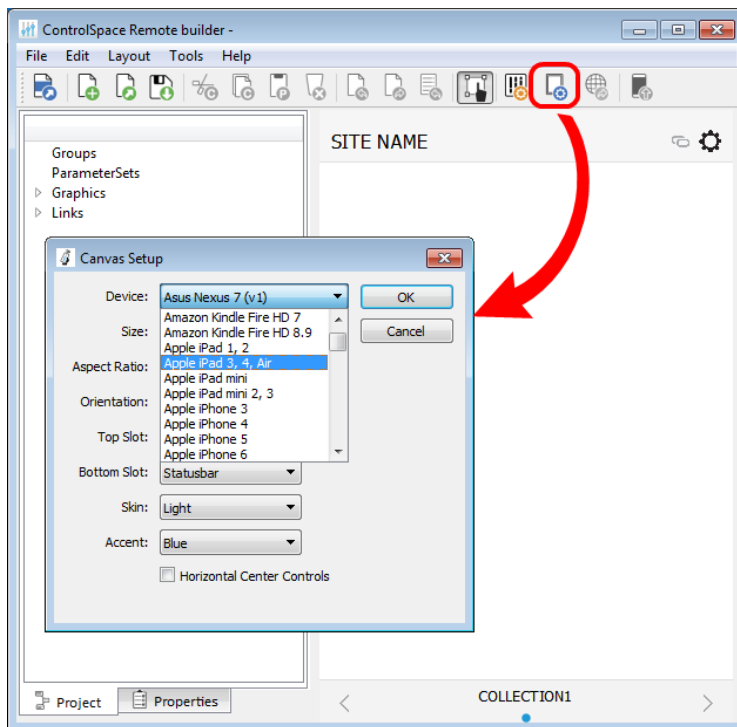 ControlSpace Remote builder -
File Edit Layout Tools Help
SITE NAME
Groups
ParameterSets
Graphics
Links
Canvas Setup
Device: Asus Nexus 7 (v1) OK
Amazon Kindle Fire HD 7
Size: Amazon Kindle Fire HD 8.9 Cancel
Apple iPad 1, 2
Aspect Ratio: Apple iPad 3, 4, Air
Apple iPad mini
Orientation: Apple iPad mini 2, 3
Apple iPhone 3
Apple iPhone 4
Top Slot: Apple iPhone 5
Apple iPhone 6
Bottom Slot: Statusbar
Skin: Light
Accent: Blue
Horizontal Center Controls
Project Properties
COLLECTION1